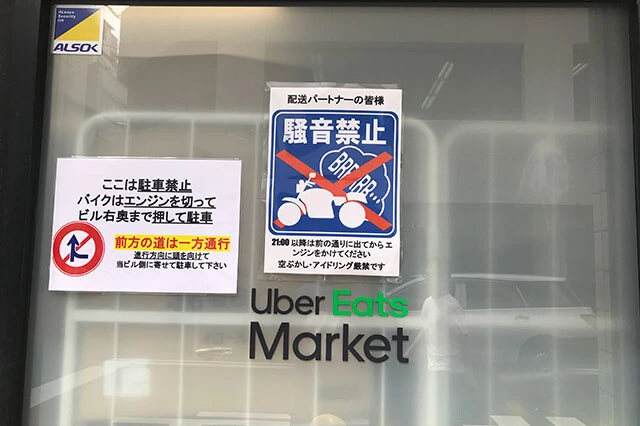 Always
Security
OK
ALSOK
配送パートナーの皆様
騒音禁止
BRRRRR...
21:00 以降は前の通りに出てからエ
ンジンをかけてください
空ぶかし・アイドリング厳禁です
ここは駐車禁止
バイクはエンジンを切って
ビル右奥まで押して駐車
前方の道は一方通行
進行方向に頭を向けて
当ビル側に寄せて駐車して下さい
Uber Eats
Market